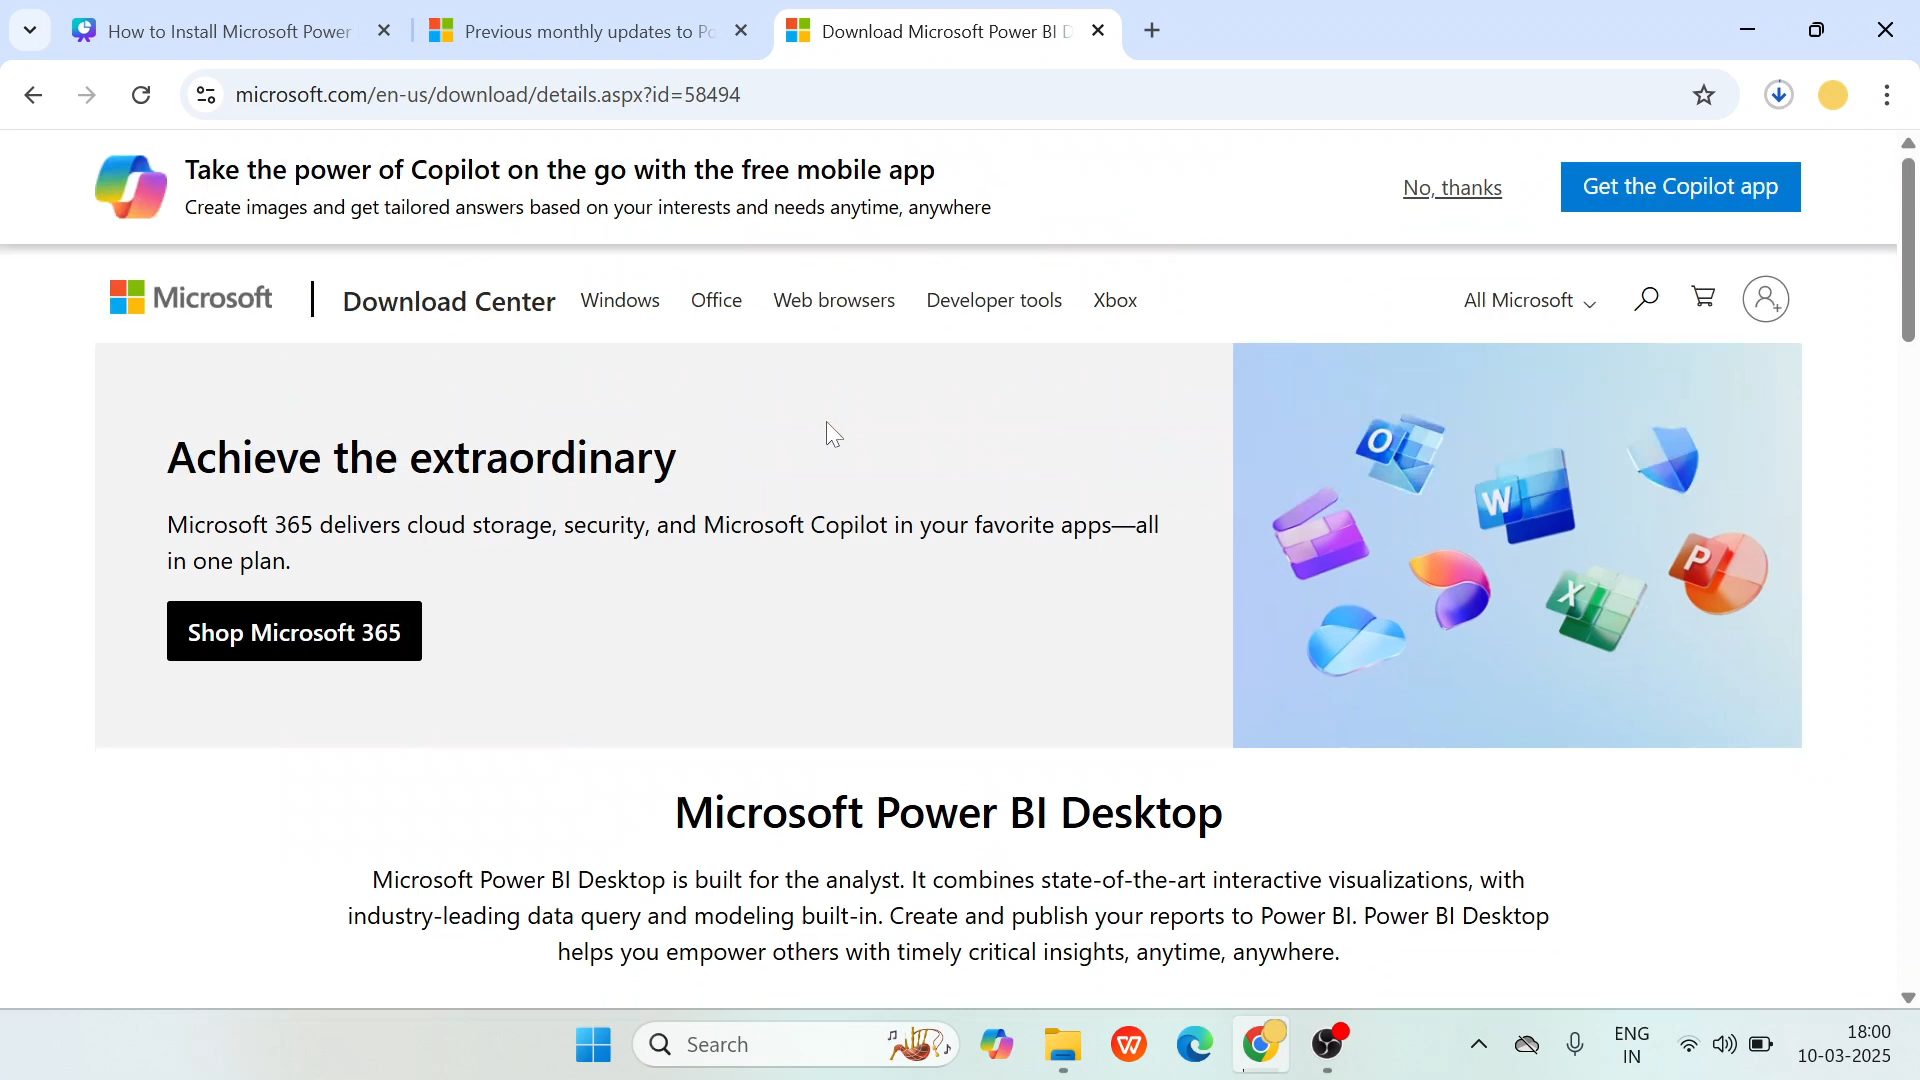 How to Install Microsoft Power
Previous monthly updates to Po
Download Microsoft Power BI D
microsoft.com/en-us/download/details.aspx?id=58494
Take the power of Copilot on the go with the free mobile app
Create images and get tailored answers based on your interests and needs anytime, anywhere
No, thanks
Get the Copilot app
Microsoft
Download Center
Windows
Office
Web browsers
Developer tools
Xbox
All Microsoft
Achieve the extraordinary
Microsoft 365 delivers cloud storage, security, and Microsoft Copilot in your favorite apps—all
in one plan.
Shop Microsoft 365
O
W
X
P
Microsoft Power BI Desktop
Microsoft Power BI Desktop is built for the analyst. It combines state-of-the-art interactive visualizations, with
industry-leading data query and modeling built-in. Create and publish your reports to Power BI. Power BI Desktop
helps you empower others with timely critical insights, anytime, anywhere.
Search
W
ENG
IN
18:00
10-03-2025